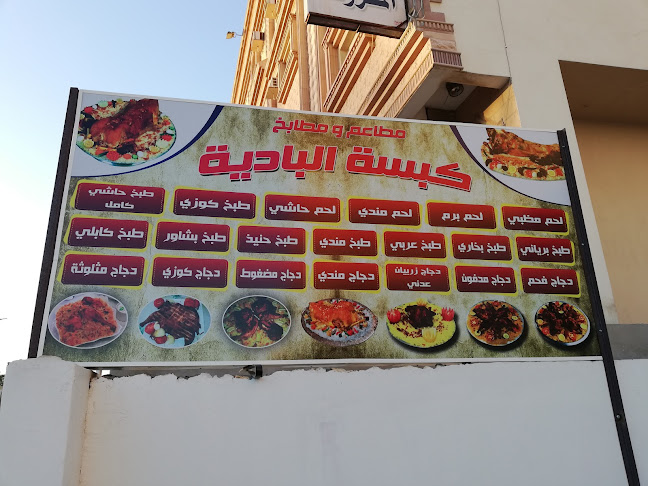 مطاعم و مطابخ
كبسة البادية
لحم مظبي
لحم برم
لحم مندي
لحم حاشي
طبخ كوزي
طبخ حاشي كامل
طبخ برياني
طبخ بخاري
طبخ عربي
طبخ مندي
طبخ حنيذ
طبخ بشاور
طبخ كابلي
دجاج فحم
دجاج مدفون
دجاج زربيان عدني
دجاج مندي
دجاج مضغوط
دجاج كوزي
دجاج مثلوثة